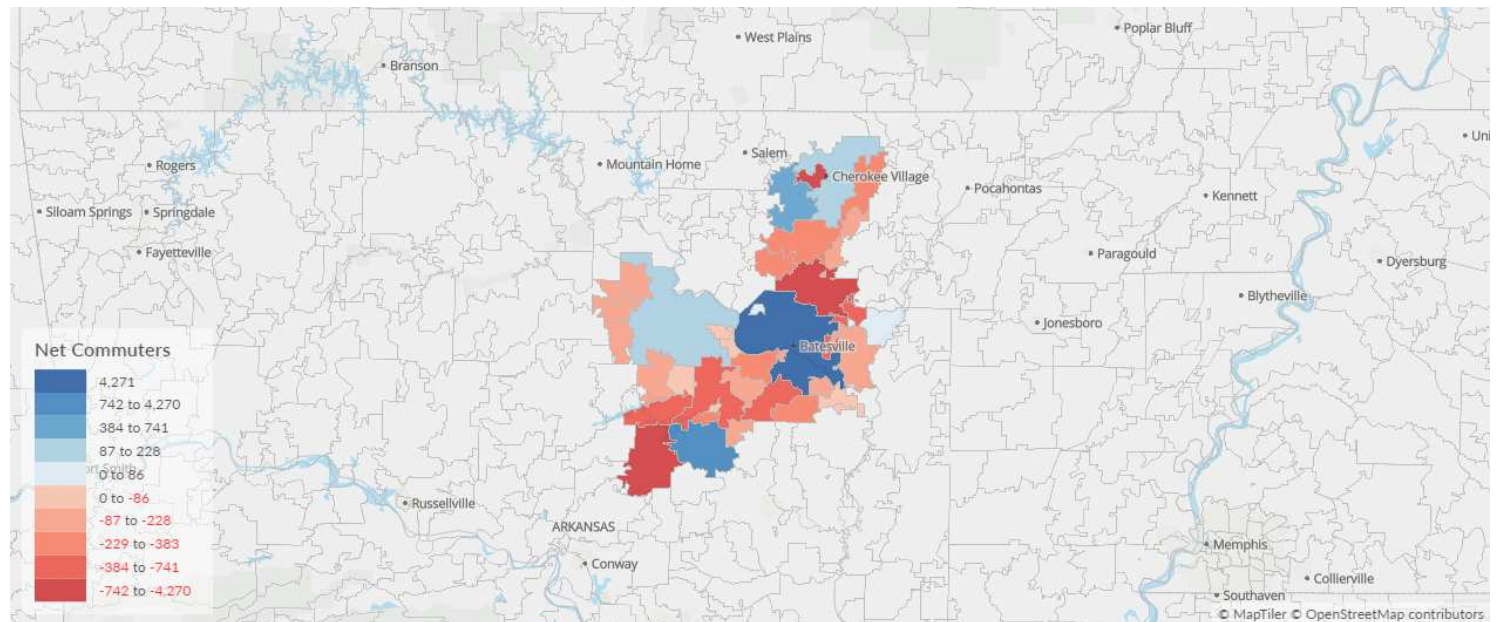 Poplar Bluff
West Plains
Branson
Uni
Rogers
Mountain Home
Salem
Cherokee Village
Pocahontas
Kennett
Siloam Springs
Springdale
Fayetteville
Paragould
Dyersburg
Blytheville
Jonesboro
Batesville
Net Commuters
4,271
742 to 4,270
384 to 741
87 to 228
0 to 86
0 to -86
-87 to -228
-229 to -383
-384 to -741
-742 to -4,270
ort Smith
Russellville
ARKANSAS
Conway
Memphis
Collierville
Southaven
© MapTiler © OpenStreetMap contributors